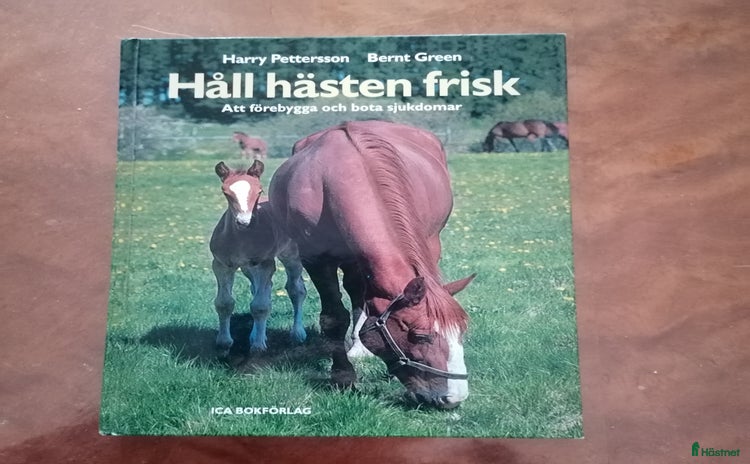 Harry Pettersson Bernt Green
Håll hästen frisk
Att förebygga och bota sjukdomar
ICA BOKFÖRLAG
Hästnet